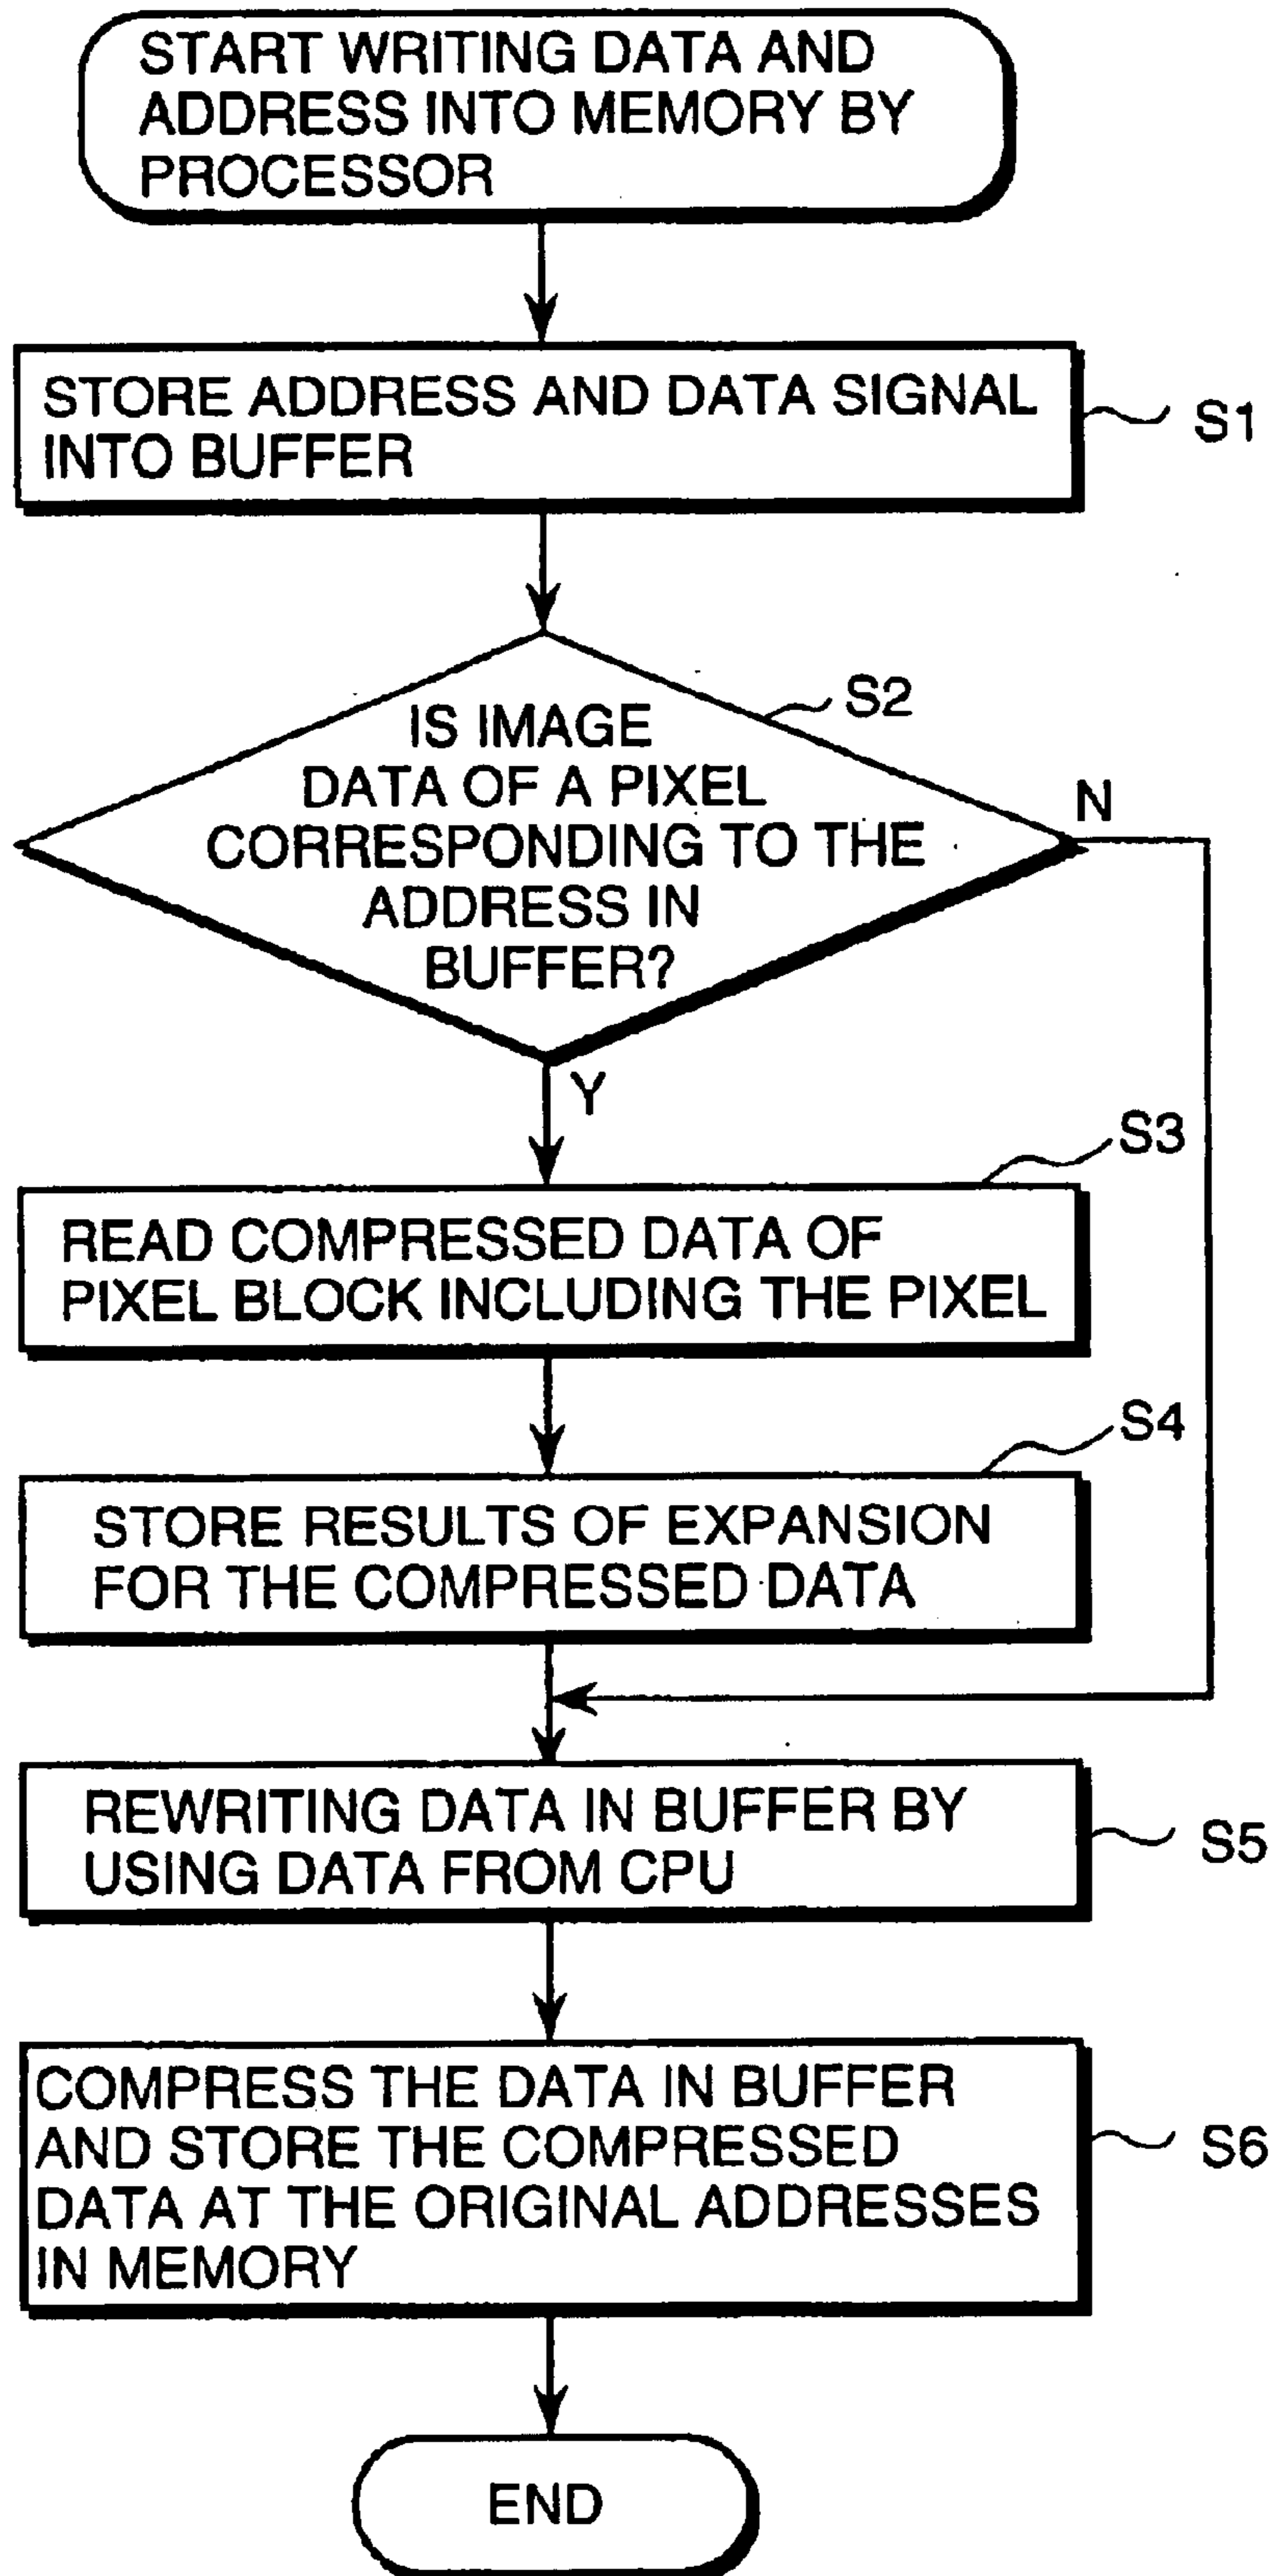 START WRITING DATA AND
ADDRESS INTO MEMORY BY
PROCESSOR
STORE ADDRESS AND DATA SIGNAL
INTO BUFFER
S1
S2
IS IMAGE
DATA OF A PIXEL
CORRESPONDING TO THE
ADDRESS IN
BUFFER?
N
Y
S3
READ COMPRESSED DATA OF
PIXEL BLOCK INCLUDING THE PIXEL
S4
STORE RESULTS OF EXPANSION
FOR THE COMPRESSED DATA
REWRITING DATA IN BUFFER BY
USING DATA FROM CPU
S5
COMPRESS THE DATA IN BUFFER
AND STORE THE COMPRESSED
DATA AT THE ORIGINAL ADDRESSES
IN MEMORY
S6
END